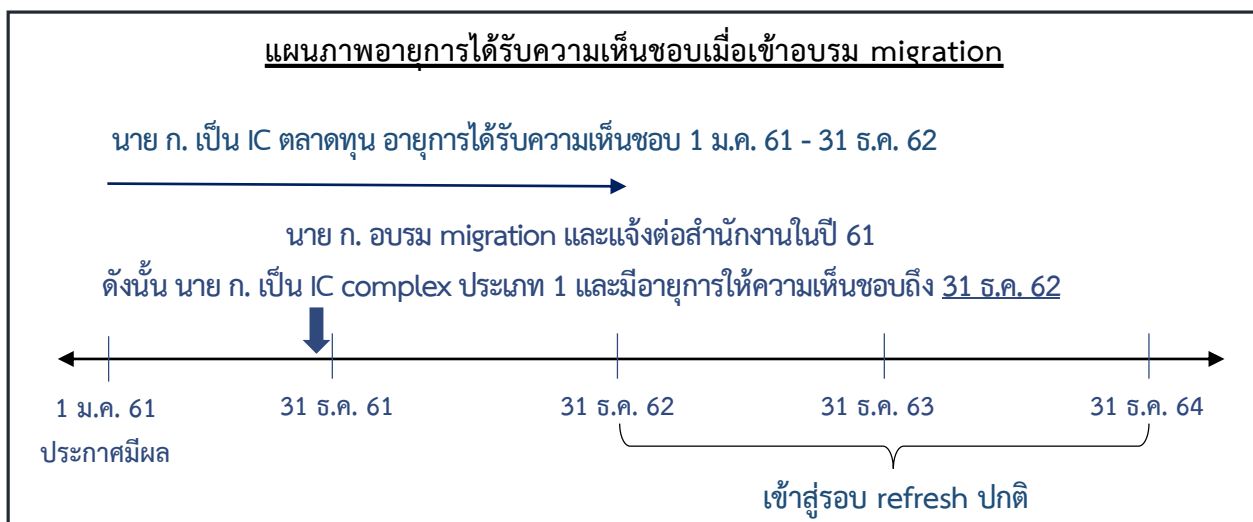 แผนภาพอายุการได้รับความเห็นชอบเมื่อเข้าอบรม migration
นาย ก. เป็น IC ตลาดทุน อายุการได้รับความเห็นชอบ 1 ม.ค. 61 - 31 ธ.ค. 62
นาย ก. อบรม migration และแจ้งต่อสำนักงานในปี 61
ดังนั้น นาย ก. เป็น IC complex ประเภท 1 และมีอายุการให้ความเห็นชอบถึง 31 ธ.ค. 62
1 ม.ค. 61 31 ธ.ค. 61 31 ธ.ค. 62 31 ธ.ค. 63 31 ธ.ค. 64
ประกาศมีผล
เข้าสู่รอบ refresh ปกติ